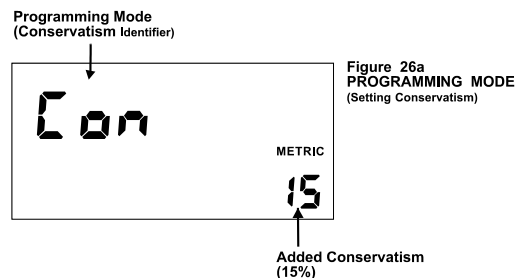 Programming Mode
(Conservatism Identifier)
Figure 26a
PROGRAMMING MODE
(Setting Conservatism)
Con
METRIC
15
Added Conservatism
(15%)